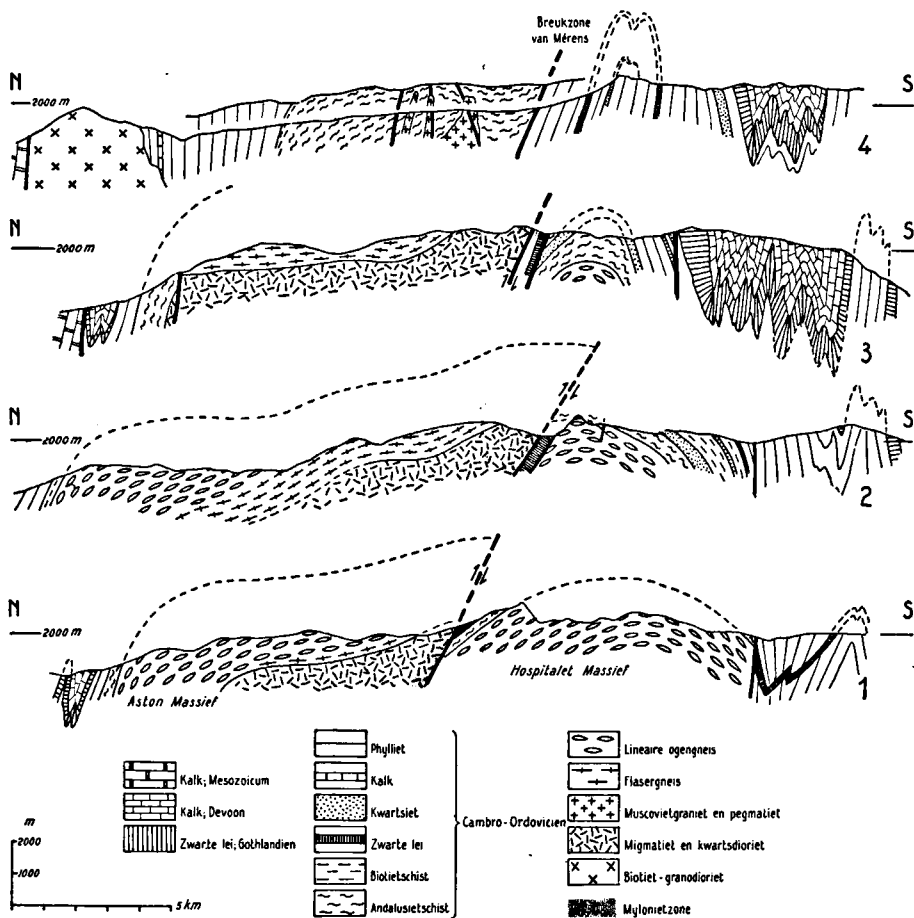 Breukzone
van Mérens
N
S
2000 m
4
N
S
2000 m
3
N
S
2000 m
2
N
S
2000 m
1
Aston Massief
Hospitalet Massief
Kalk; Mesozoicum
Kalk; Devoon
Zwarte lei; Gothlandien
Phylliet
Kalk
Kwartsiet
Zwarte lei
Biotietschist
Andalusietschist
Cambro-Ordovicien
Lineaire ogengneis
Flasergneis
Muscovietgraniet en pegmatiet
Migmatiet en kwartsdioriet
Biotiet-granodioriet
Mylonietzone
m
2000
1000
5 km